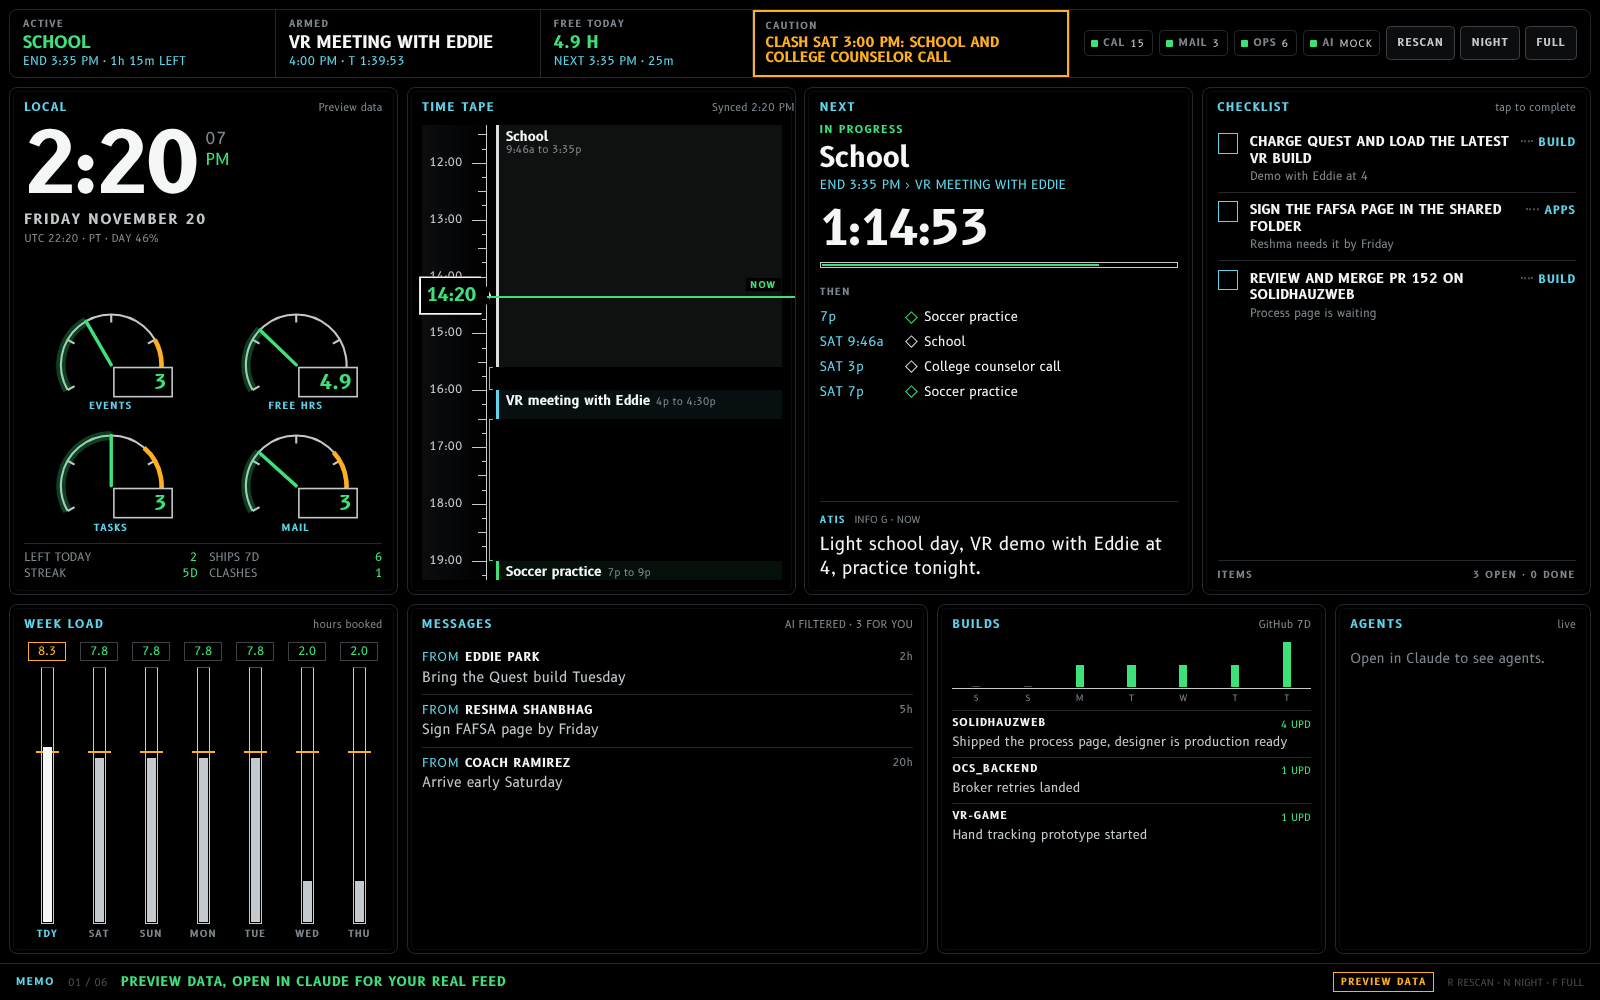 ACTIVE
SCHOOL
END 3:35 PM · 1h 15m LEFT
ARMED
VR MEETING WITH EDDIE
4:00 PM · T 1:39:53
FREE TODAY
4.9 H
NEXT 3:35 PM · 25m
CAUTION
CLASH SAT 3:00 PM: SCHOOL AND
COLLEGE COUNSELOR CALL
CAL 15
MAIL 3
OPS 6
AI MOCK
RESCAN
NIGHT
FULL
LOCAL
Preview data
2:20
07
PM
FRIDAY NOVEMBER 20
UTC 22:20 · PT · DAY 46%
3
EVENTS
4.9
FREE HRS
3
TASKS
3
MAIL
LEFT TODAY 2
SHIPS 7D 6
STREAK 5D
CLASHES 1
TIME TAPE
Synced 2:20 PM
School
9:46a to 3:35p
12:00
13:00
14:00
14:20
NOW
15:00
16:00
VR meeting with Eddie 4p to 4:30p
17:00
18:00
19:00
Soccer practice 7p to 9p
NEXT
IN PROGRESS
School
END 3:35 PM › VR MEETING WITH EDDIE
1:14:53
THEN
7p ◇ Soccer practice
SAT 9:46a ◇ School
SAT 3p ◇ College counselor call
SAT 7p ◇ Soccer practice
ATIS INFO G · NOW
Light school day, VR demo with Eddie at
4, practice tonight.
CHECKLIST
tap to complete
CHARGE QUEST AND LOAD THE LATEST
VR BUILD
···· BUILD
Demo with Eddie at 4
SIGN THE FAFSA PAGE IN THE SHARED
FOLDER
···· APPS
Reshma needs it by Friday
REVIEW AND MERGE PR 152 ON
SOLIDHAUZWEB
···· BUILD
Process page is waiting
ITEMS
3 OPEN · 0 DONE
WEEK LOAD
hours booked
8.3 7.8 7.8 7.8 7.8 2.0 2.0
TDY SAT SUN MON TUE WED THU
MESSAGES
AI FILTERED · 3 FOR YOU
FROM EDDIE PARK 2h
Bring the Quest build Tuesday
FROM RESHMA SHANBHAG 5h
Sign FAFSA page by Friday
FROM COACH RAMIREZ 20h
Arrive early Saturday
BUILDS
GitHub 7D
S S M T W T T
SOLIDHAUZWEB 4 UPD
Shipped the process page, designer is production ready
OCS_BACKEND 1 UPD
Broker retries landed
VR-GAME 1 UPD
Hand tracking prototype started
AGENTS
live
Open in Claude to see agents.
MEMO 01 / 06 PREVIEW DATA, OPEN IN CLAUDE FOR YOUR REAL FEED
PREVIEW DATA
R RESCAN · N NIGHT · F FULL